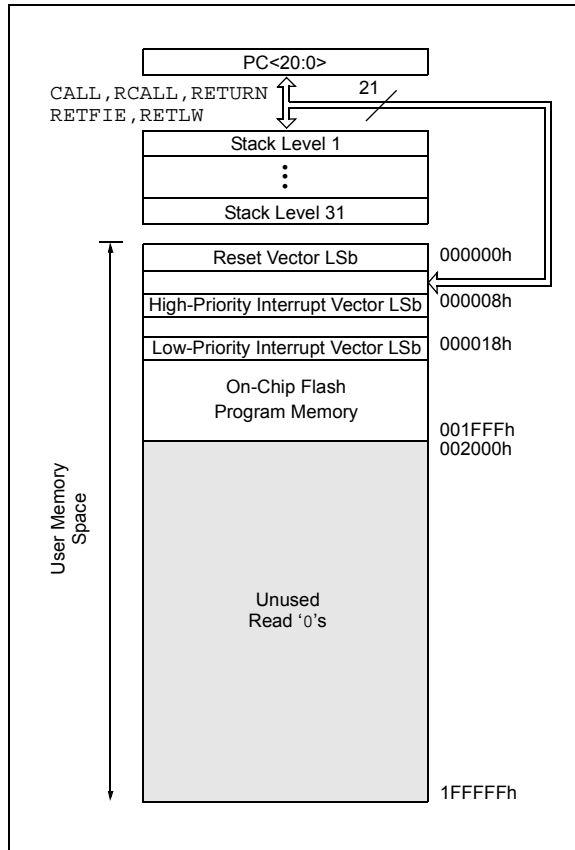 PC<20:0>
CALL,RCALL,RETURN
RETFIE,RETLW
21
Stack Level 1
Stack Level 31
Reset Vector LSb
000000h
High-Priority Interrupt Vector LSb
000008h
Low-Priority Interrupt Vector LSb
000018h
On-Chip Flash
Program Memory
001FFFh
002000h
User Memory
Space
Unused
Read ‘0’s
1FFFFFh